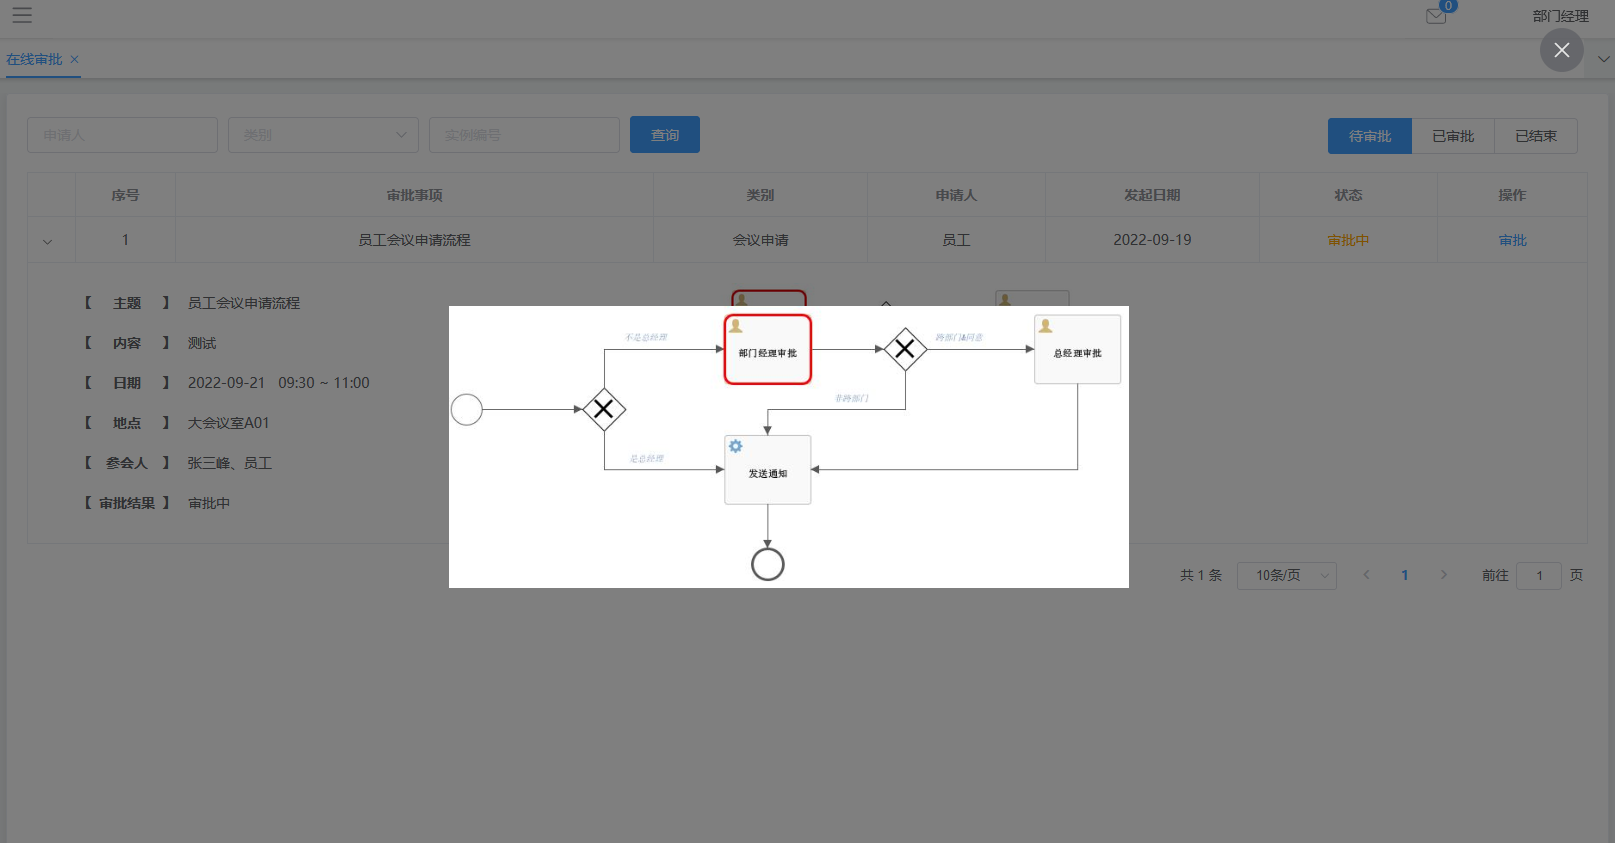 0
部门经理
在线审批
申请人
类别
实例编号
查询
待审批
已审批
已结束
序号
审批事项
类别
申请人
发起日期
状态
操作
1
员工会议申请流程
会议申请
员工
2022-09-19
审批中
审批
【 主题 】 员工会议申请流程
【 内容 】 测试
【 日期 】 2022-09-21 09:30 ~ 11:00
【 地点 】 大会议室A01
【 参会人 】 张三峰、员工
【 审批结果 】 审批中
不是总经理
部门经理审批
跨部门&同意
总经理审批
非跨部门
是总经理
发送通知
共 1 条
10条/页
1
前往
1
页